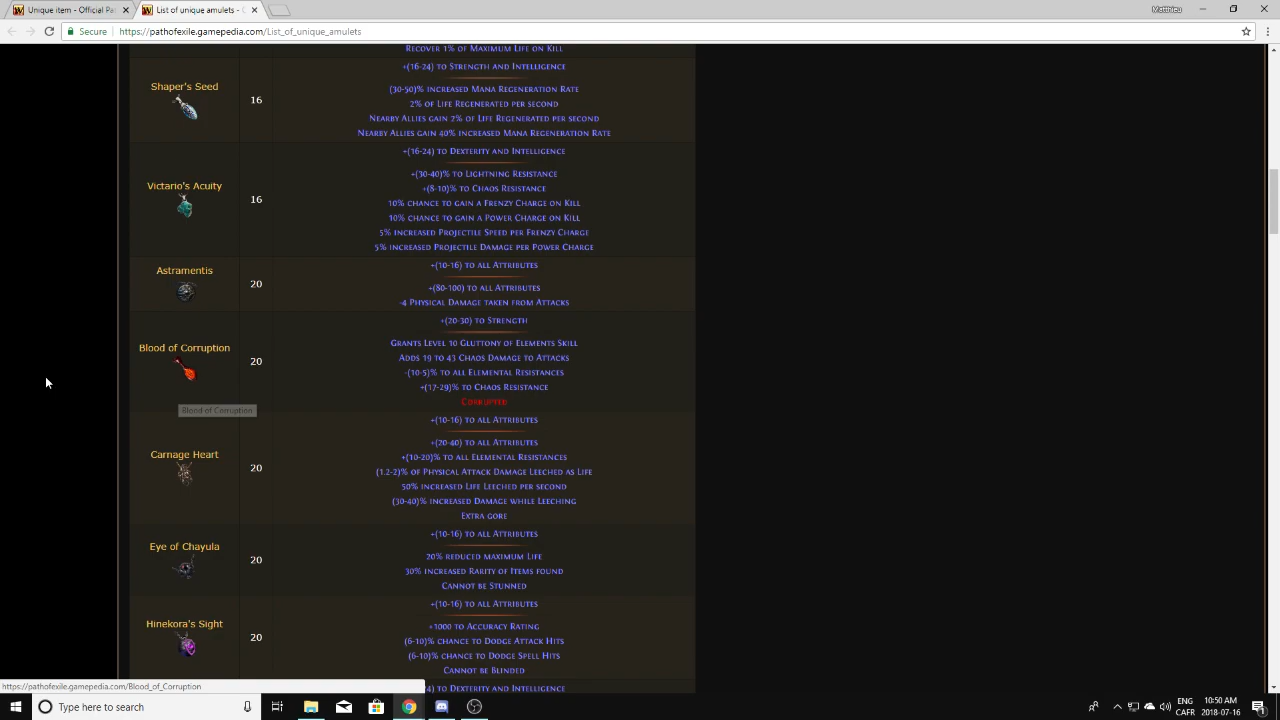 Unique item - Official Pat
List of unique amulets - O
Matthieu
Secure
https://pathofexile.gamepedia.com/List_of_unique_amulets
Recover 1% of Maximum Life on Kill
Shaper's Seed
16
+(16-24) to Strength and Intelligence
(30-50)% increased Mana Regeneration Rate
2% of Life Regenerated per second
Nearby Allies gain 2% of Life Regenerated per second
Nearby Allies gain 40% increased Mana Regeneration Rate
Victario's Acuity
16
+(16-24) to Dexterity and Intelligence
+(30-40)% to Lightning Resistance
+(8-10)% to Chaos Resistance
10% chance to gain a Frenzy Charge on Kill
10% chance to gain a Power Charge on Kill
5% increased Projectile Speed per Frenzy Charge
5% increased Projectile Damage per Power Charge
Astramentis
20
+(10-16) to all Attributes
+(80-100) to all Attributes
-4 Physical Damage taken from Attacks
Blood of Corruption
20
+(20-30) to Strength
Grants Level 10 Gluttony of Elements Skill
Adds 19 to 43 Chaos Damage to Attacks
-(10-5)% to all Elemental Resistances
+(17-29)% to Chaos Resistance
Corrupted
Blood of Corruption
Carnage Heart
20
+(10-16) to all Attributes
+(20-40) to all Attributes
+(10-20)% to all Elemental Resistances
(1.2-2)% of Physical Attack Damage Leeched as Life
50% increased Life Leeched per second
(30-40)% increased Damage while Leeching
Extra gore
Eye of Chayula
20
+(10-16) to all Attributes
20% reduced maximum Life
30% increased Rarity of Items found
Cannot be Stunned
Hinekora's Sight
20
+(10-16) to all Attributes
+1000 to Accuracy Rating
(6-10)% chance to Dodge Attack Hits
(6-10)% chance to Dodge Spell Hits
Cannot be Blinded
4) to Dexterity and Intelligence
https://pathofexile.gamepedia.com/Blood_of_Corruption
Type here to search
ENG
CAFR
10:50 AM
2018-07-16